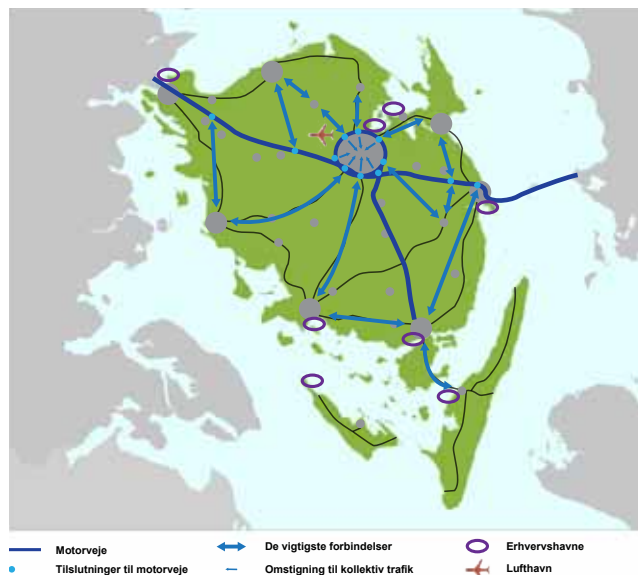 Motorveje
De vigtigste forbindelser
Erhvervshavne
Tilslutninger til motorveje
Omstigning til kollektiv trafik
Lufthavn